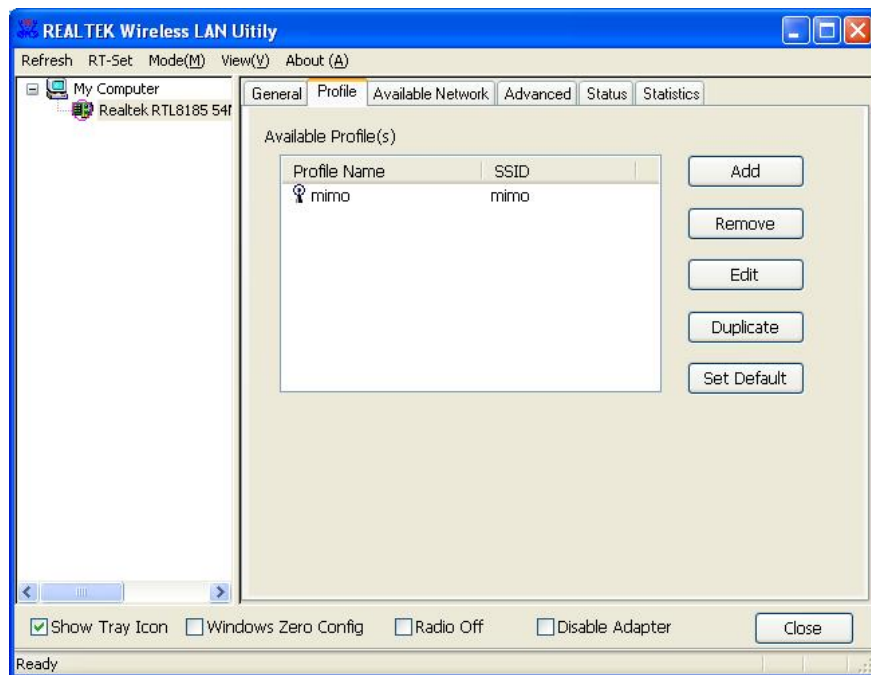 REALTEK Wireless LAN Uitily
Refresh RT-Set Mode(M) View(V) About (A)
My Computer
Realtek RTL8185 54
General Profile Available Network Advanced Status Statistics
Available Profile(s)
Profile Name SSID
mimo mimo
Add
Remove
Edit
Duplicate
Set Default
Show Tray Icon Windows Zero Config Radio Off Disable Adapter Close
Ready